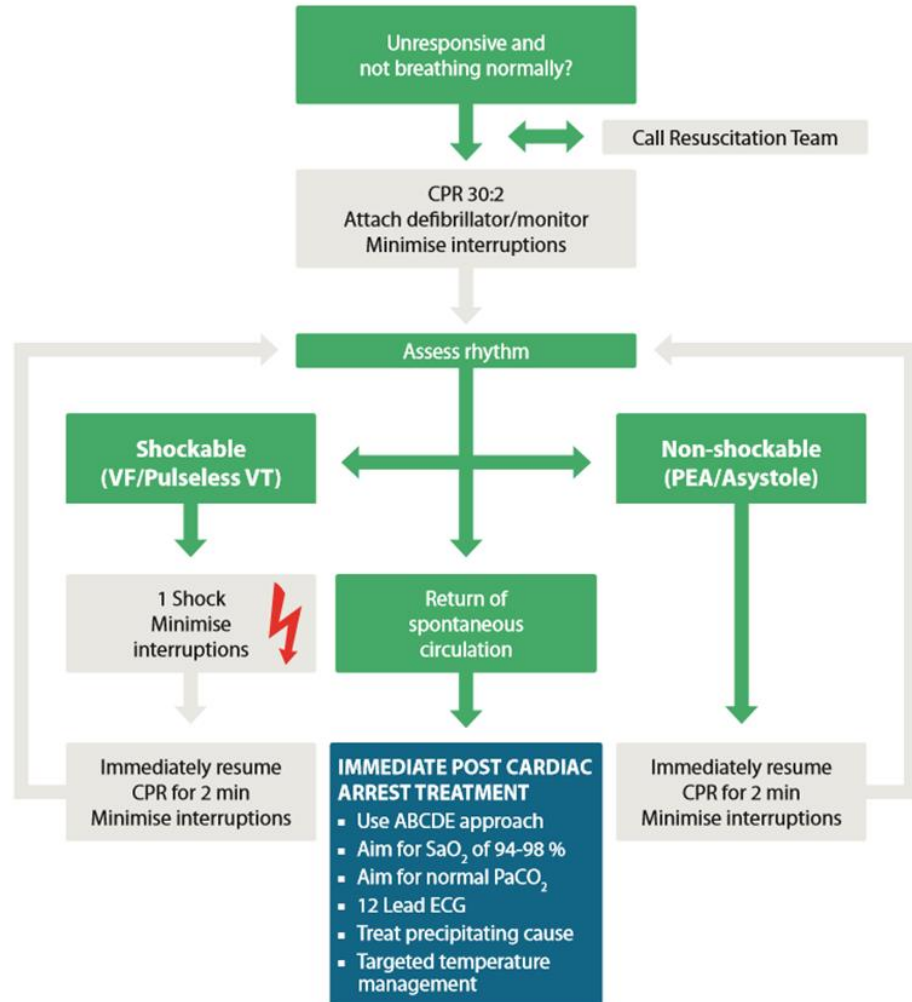 Unresponsive and
not breathing normally?
Call Resuscitation Team
CPR 30:2
Attach defibrillator/monitor
Minimise interruptions
Assess rhythm
Shockable
(VF/Pulseless VT)
Non-shockable
(PEA/Asystole)
1 Shock
Minimise
interruptions
Return of
spontaneous
circulation
Immediately resume
CPR for 2 min
Minimise interruptions
IMMEDIATE POST CARDIAC
ARREST TREATMENT
▪ Use ABCDE approach
▪ Aim for SaO₂ of 94-98 %
▪ Aim for normal PaCO₂
▪ 12 Lead ECG
▪ Treat precipitating cause
▪ Targeted temperature
management
Immediately resume
CPR for 2 min
Minimise interruptions